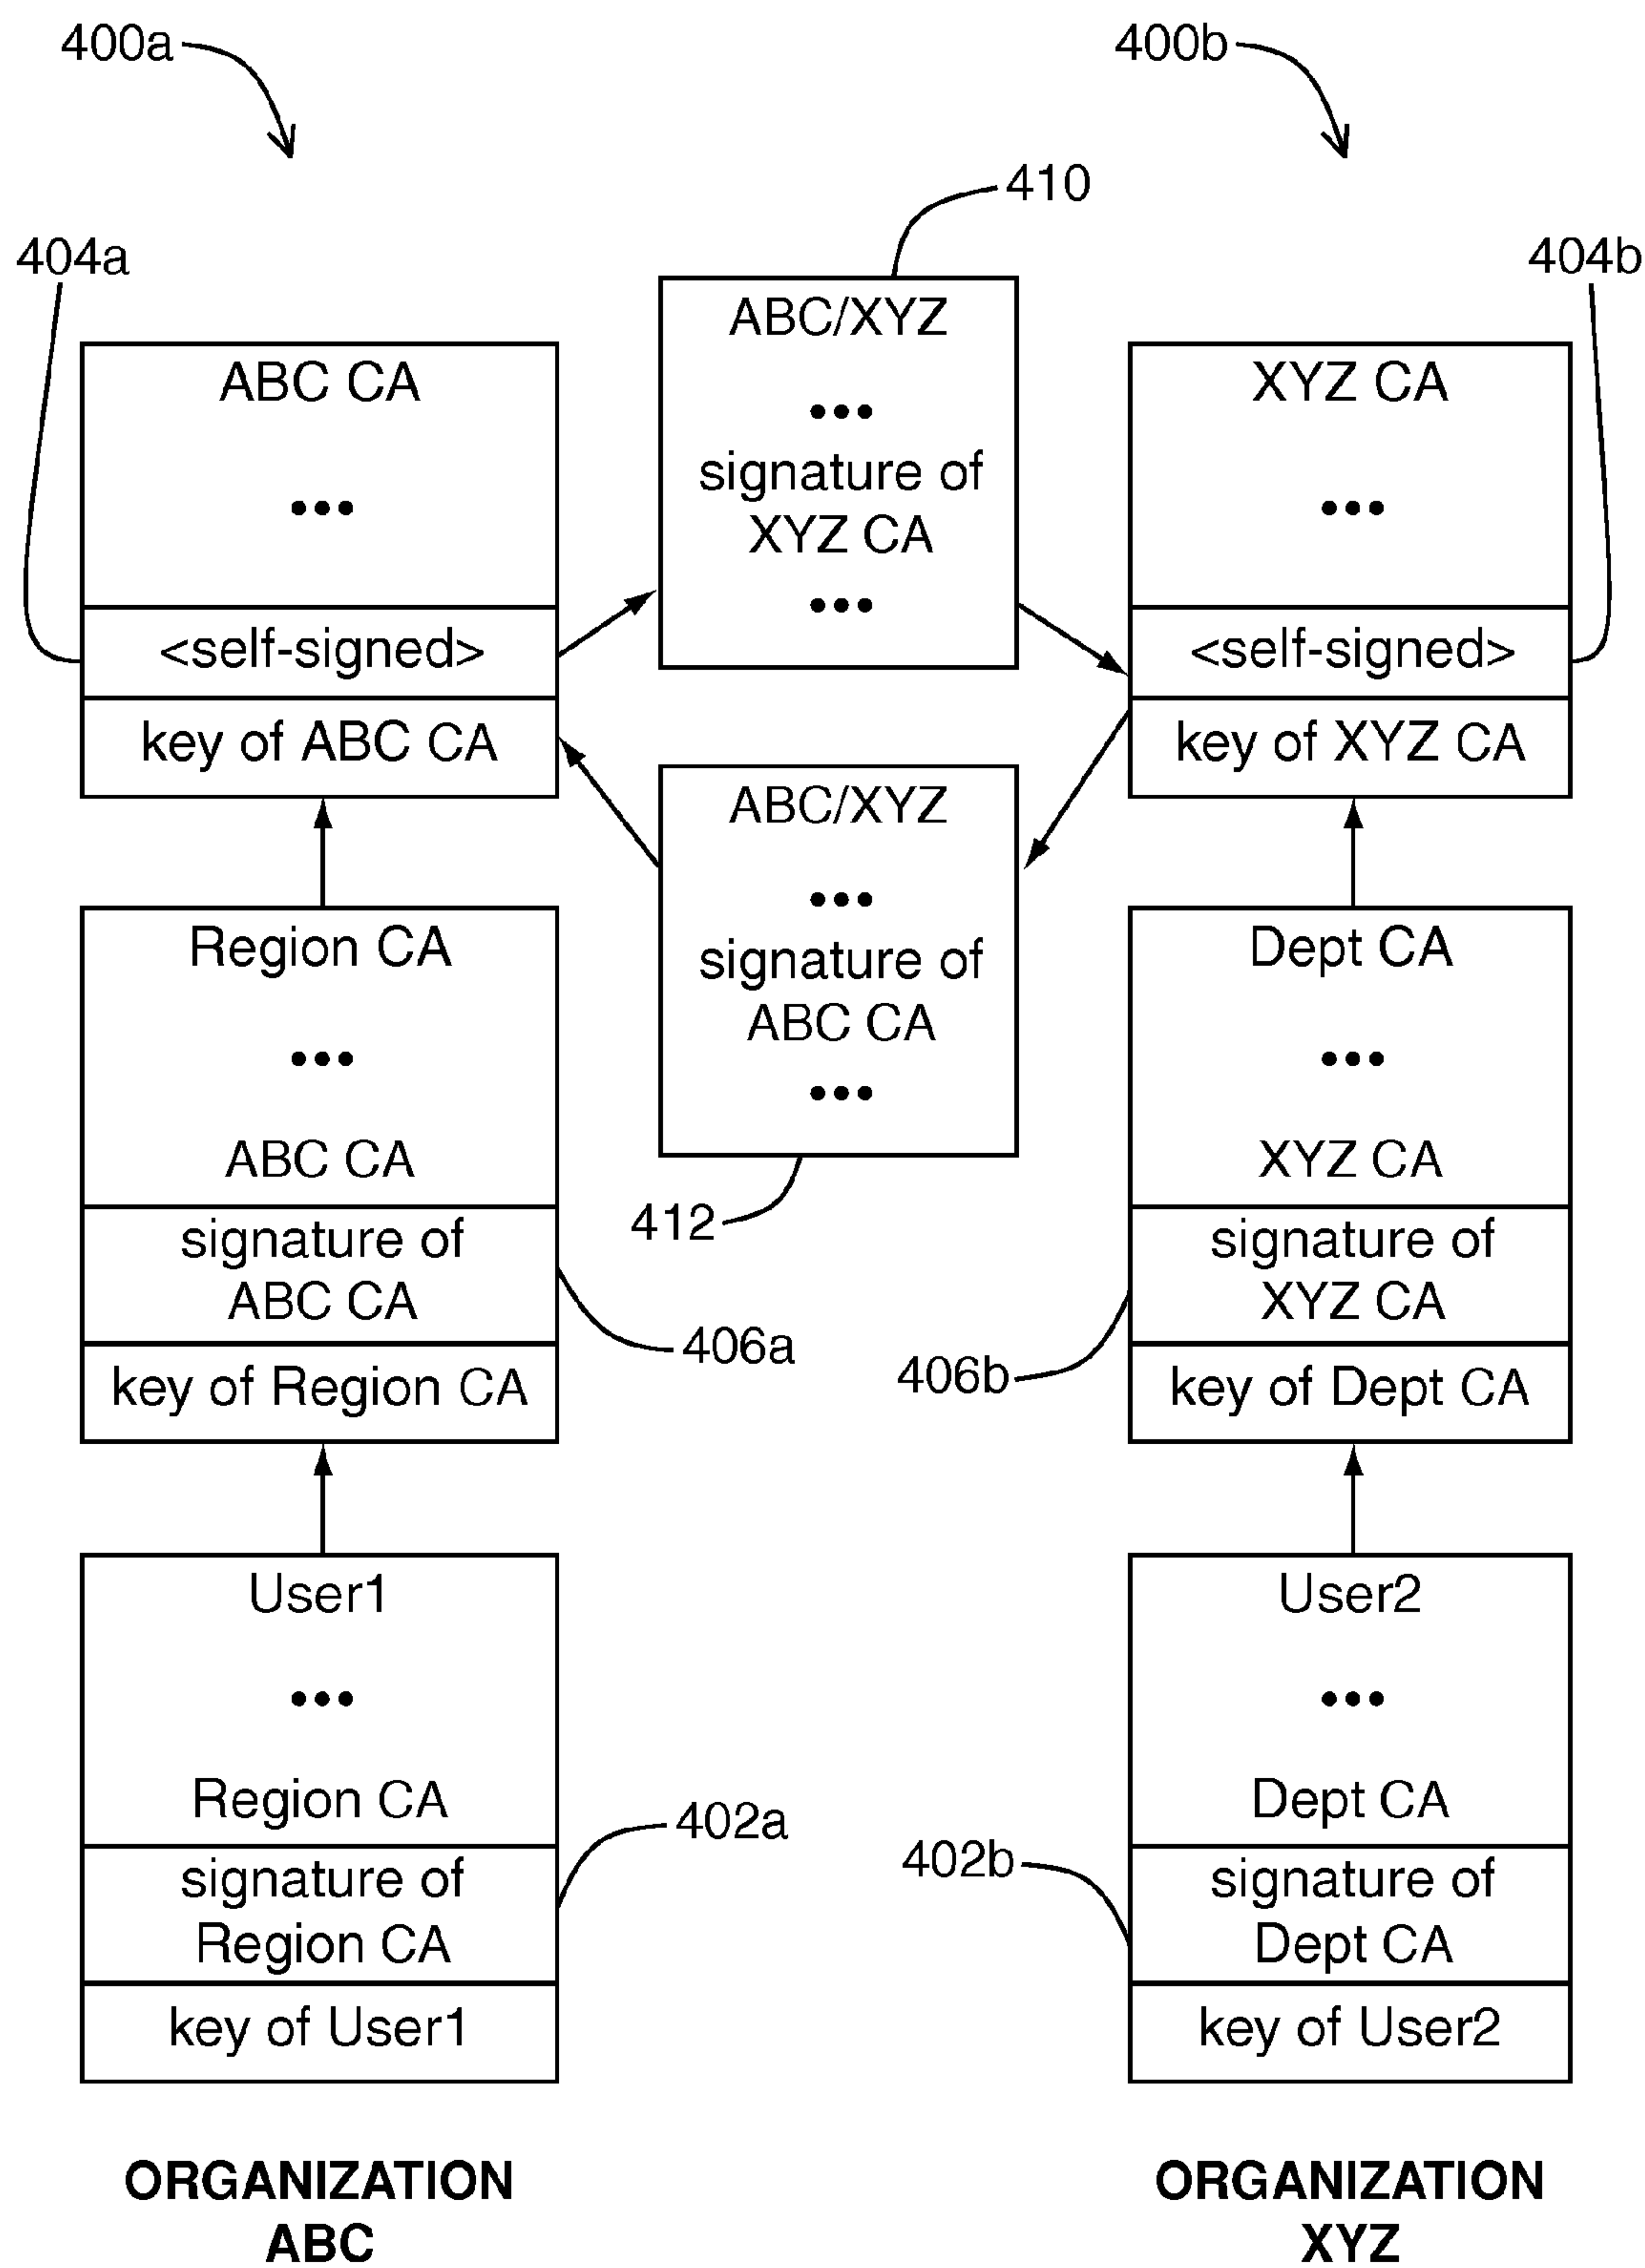 400a
400b
410
404a
404b
ABC/XYZ
•••
signature of
XYZ CA
•••
ABC CA
•••
<self-signed>
key of ABC CA
XYZ CA
•••
<self-signed>
key of XYZ CA
ABC/XYZ
•••
signature of
ABC CA
•••
412
Region CA
•••
ABC CA
signature of
ABC CA
key of Region CA
406a
Dept CA
•••
XYZ CA
signature of
XYZ CA
key of Dept CA
406b
User1
•••
Region CA
signature of
Region CA
key of User1
402a
User2
•••
Dept CA
signature of
Dept CA
key of User2
402b
ORGANIZATION
ABC
ORGANIZATION
XYZ